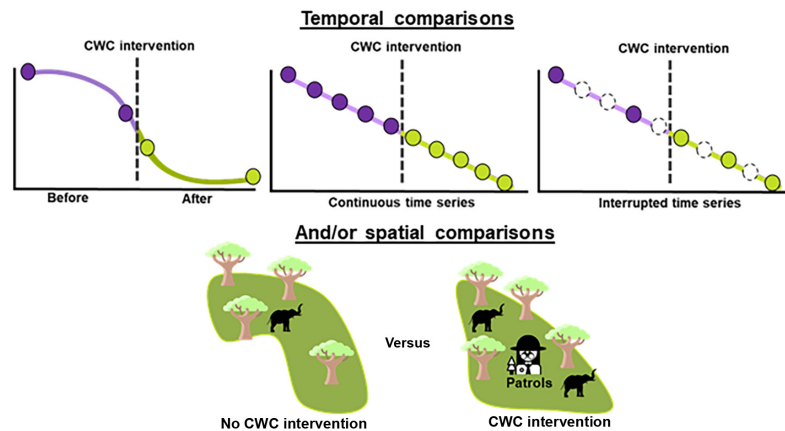 Temporal comparisons
CWC intervention
CWC intervention
CWC intervention
Before
After
Continuous time series
Interrupted time series
And/or spatial comparisons
Versus
Patrols
No CWC intervention
CWC intervention